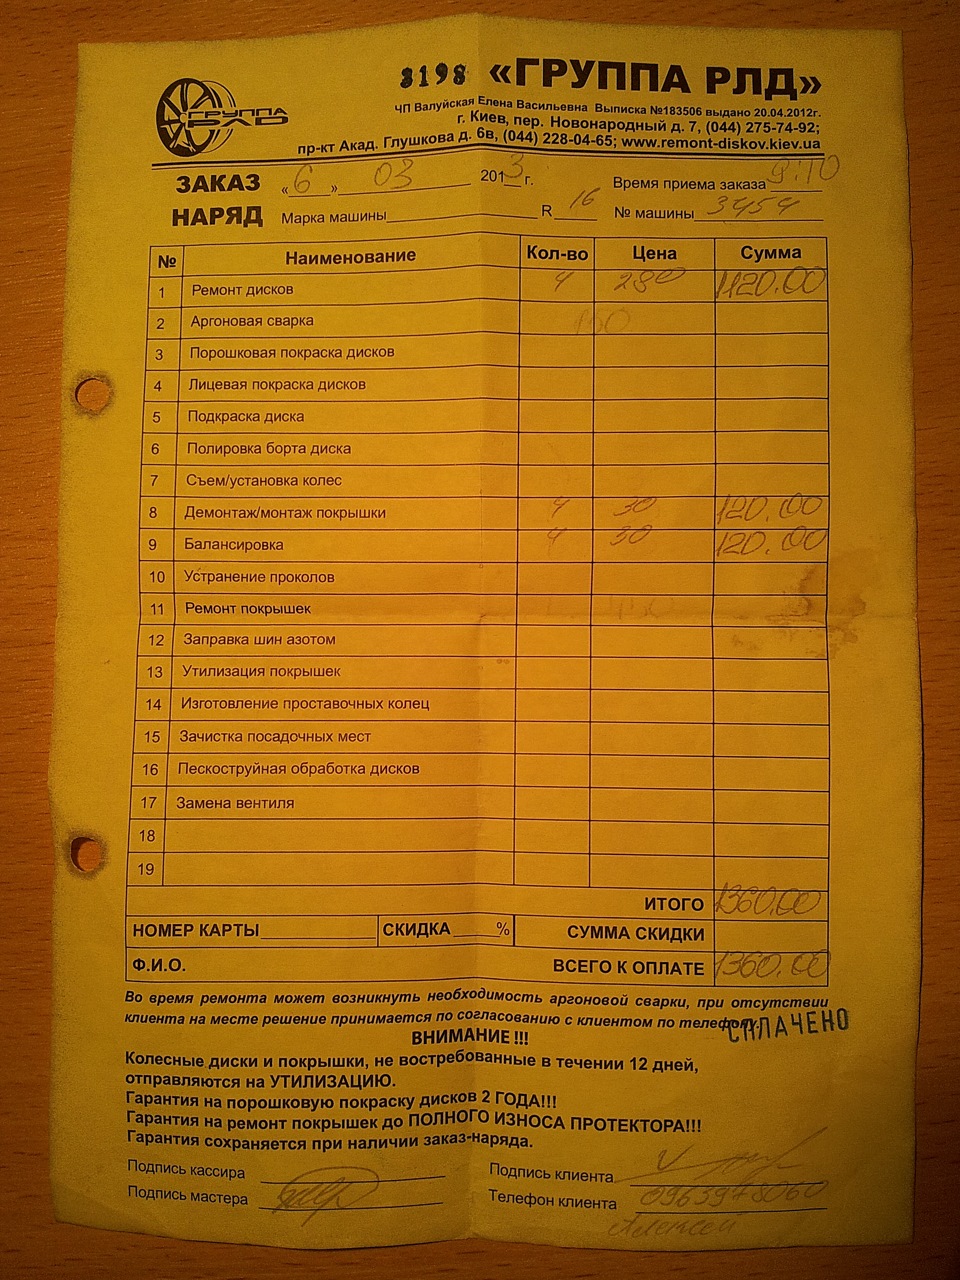 3198 «ГРУППА РЛД»
ГРУППА РЛД
ЧП Валуйская Елена Васильевна Выписка №183506 выдано 20.04.2012г.
г. Киев, пер. Новонародный д. 7, (044) 275-74-92;
пр-кт Акад. Глушкова д. 6в, (044) 228-04-65; www.remont-diskov.kiev.ua
ЗАКАЗ « 6 » 03 2013 г. Время приема заказа 9:10
НАРЯД Марка машины R 16 № машины 3454
№ Наименование Кол-во Цена Сумма
1 Ремонт дисков 4 280 1120.00
2 Аргоновая сварка 150
3 Порошковая покраска дисков
4 Лицевая покраска дисков
5 Подкраска диска
6 Полировка борта диска
7 Съем/установка колес
8 Демонтаж/монтаж покрышки 4 30 120.00
9 Балансировка 4 30 120.00
10 Устранение проколов
11 Ремонт покрышек
12 Заправка шин азотом
13 Утилизация покрышек
14 Изготовление проставочных колец
15 Зачистка посадочных мест
16 Пескоструйная обработка дисков
17 Замена вентиля
18
19
ИТОГО 1360.00
НОМЕР КАРТЫ СКИДКА % СУММА СКИДКИ
Ф.И.О. ВСЕГО К ОПЛАТЕ 1360.00
Во время ремонта может возникнуть необходимость аргоновой сварки, при отсутствии
клиента на месте решение принимается по согласованию с клиентом по телефону.
СПЛАЧЕНО
ВНИМАНИЕ !!!
Колесные диски и покрышки, не востребованные в течении 12 дней,
отправляются на УТИЛИЗАЦИЮ.
Гарантия на порошковую покраску дисков 2 ГОДА!!!
Гарантия на ремонт покрышек до ПОЛНОГО ИЗНОСА ПРОТЕКТОРА!!!
Гарантия сохраняется при наличии заказ-наряда.
Подпись кассира Подпись клиента
Подпись мастера Телефон клиента 0963978060
Алексей